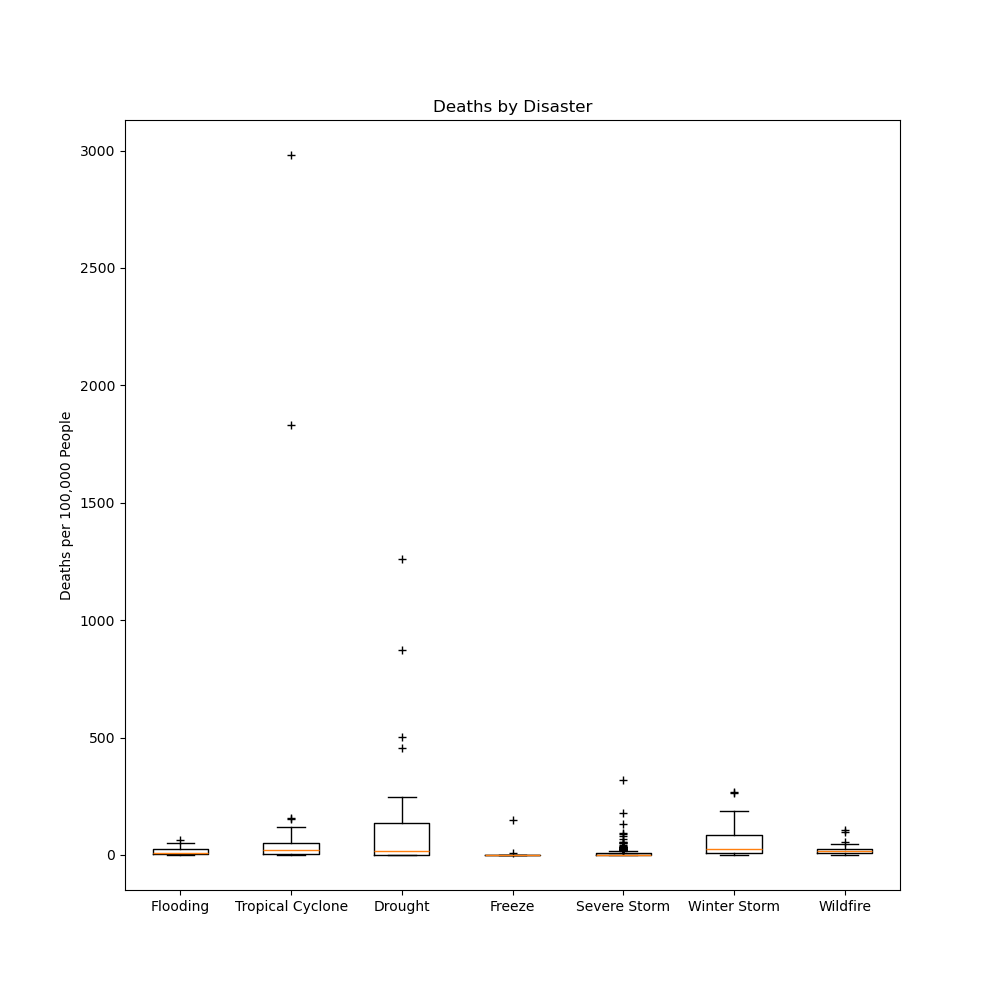 Deaths by Disaster
3000
2500
2000
1500
1000
500
0
Deaths per 100,000 People
Flooding
Tropical Cyclone
Drought
Freeze
Severe Storm
Winter Storm
Wildfire